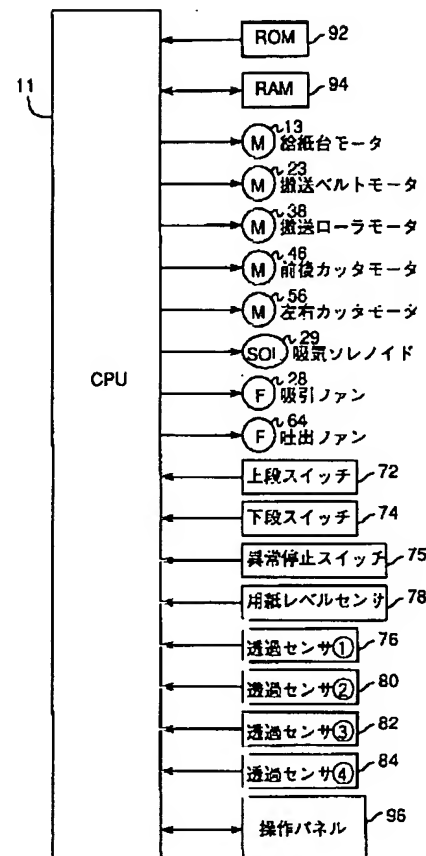 ROM 92
11
RAM 94
13
M 給紙台モータ
23
M 搬送ベルトモータ
38
M 搬送ローラモータ
46
M 前後カッタモータ
56
M 左右カッタモータ
29
SOL 吸気ソレノイド
28
F 吸引ファン
64
F 吐出ファン
CPU
上段スイッチ 72
下段スイッチ 74
異常停止スイッチ 75
用紙レベルセンサ 78
透過センサ① 76
透過センサ② 80
透過センサ③ 82
透過センサ④ 84
操作パネル 96